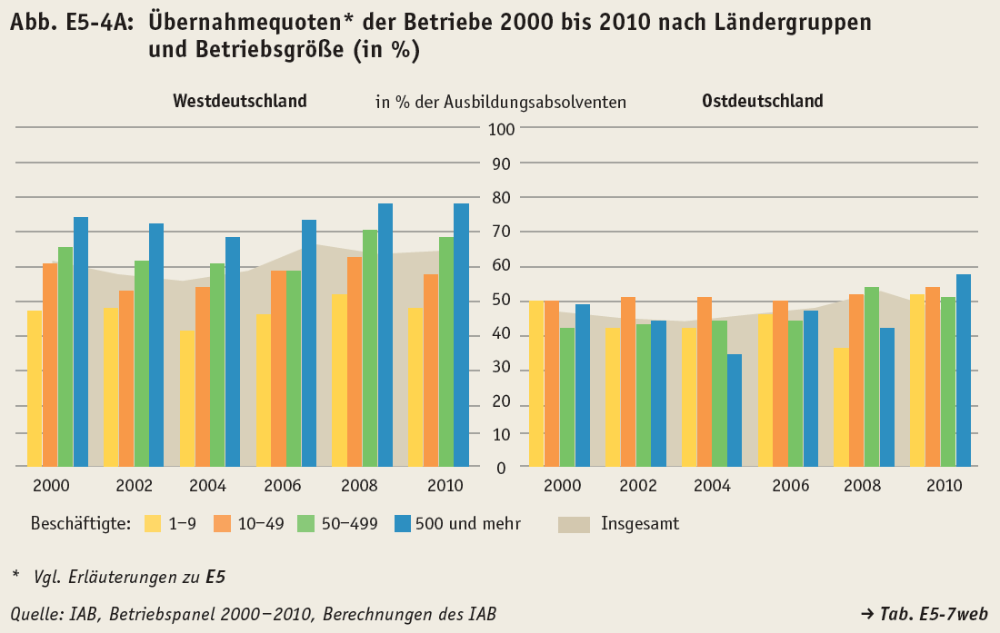 Abb. E5-4A: Übernahmequoten* der Betriebe 2000 bis 2010 nach Ländergruppen
und Betriebsgröße (in %)
Westdeutschland in % der Ausbildungsabsolventen Ostdeutschland
100
90
80
70
60
50
40
30
20
10
0
2000 2002 2004 2006 2008 2010 2000 2002 2004 2006 2008 2010
Beschäftigte: 1–9 10–49 50–499 500 und mehr Insgesamt
* Vgl. Erläuterungen zu E5
Quelle: IAB, Betriebspanel 2000–2010, Berechnungen des IAB → Tab. E5-7web